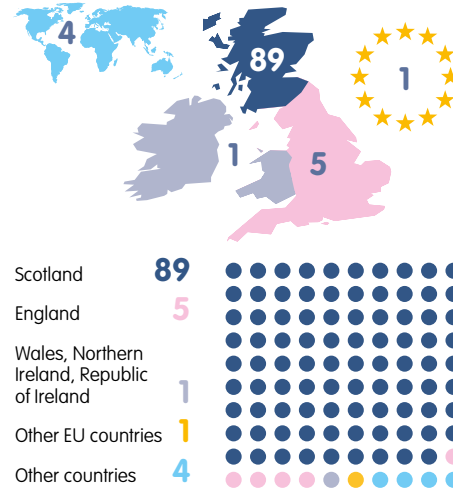 4
89
1
1
5
Scotland 89
England 5
Wales, Northern
Ireland, Republic
of Ireland 1
Other EU countries 1
Other countries 4